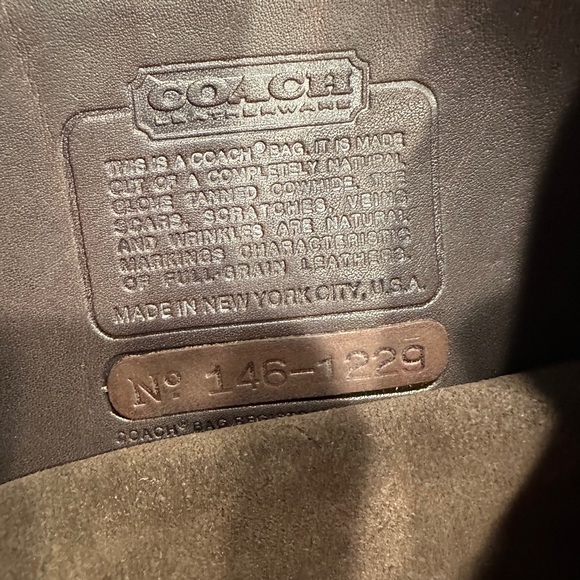 COACH
LEATHERWARE
THIS IS A COACH® BAG. IT IS MADE
OUT OF A COMPLETELY NATURAL
GLOVE TANNED COWHIDE. THE
SCARS, SCRATCHES, VEINS
AND WRINKLES ARE NATURAL
MARKINGS CHARACTERISTIC
OF FULL GRAIN LEATHERS.
MADE IN NEW YORK CITY, U.S.A.
Nº 146-1229
COACH® BAG